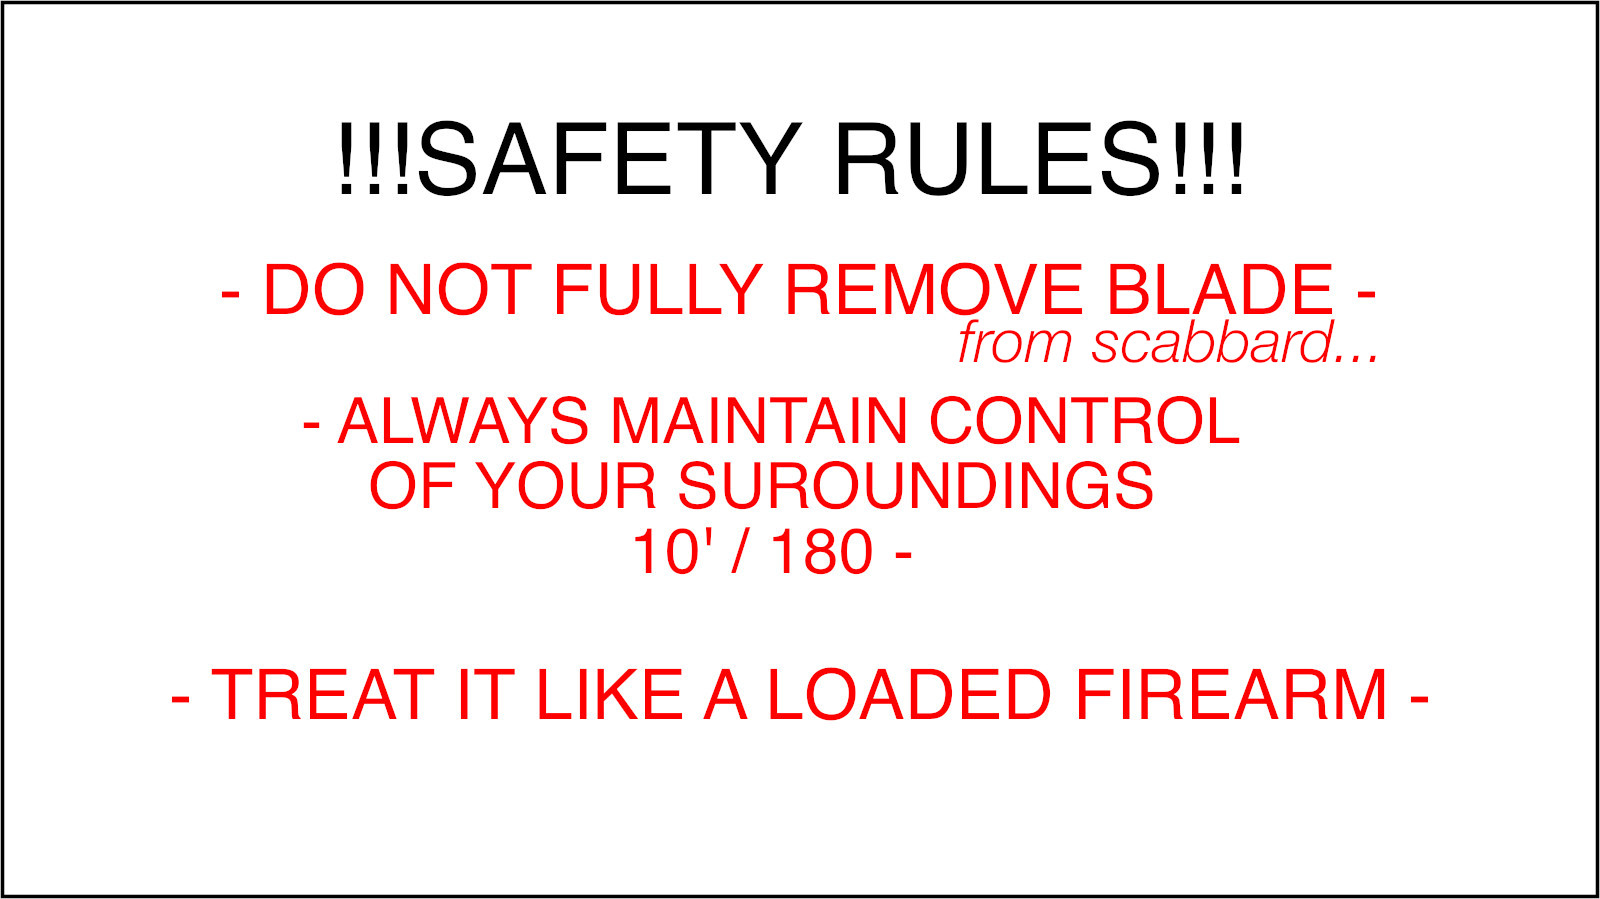 !!!SAFETY RULES!!!
- DO NOT FULLY REMOVE BLADE -
from scabbard...
- ALWAYS MAINTAIN CONTROL
OF YOUR SUROUNDINGS
10' / 180 -
- TREAT IT LIKE A LOADED FIREARM -